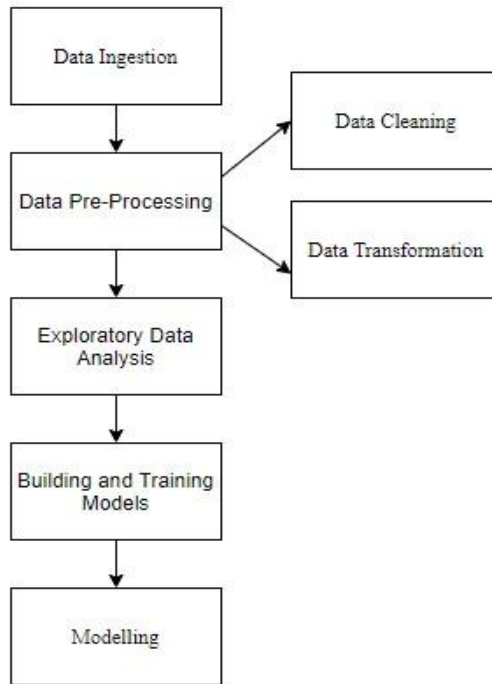 Data Ingestion
Data Cleaning
Data Pre-Processing
Data Transformation
Exploratory Data
Analysis
Building and Training
Models
Modelling